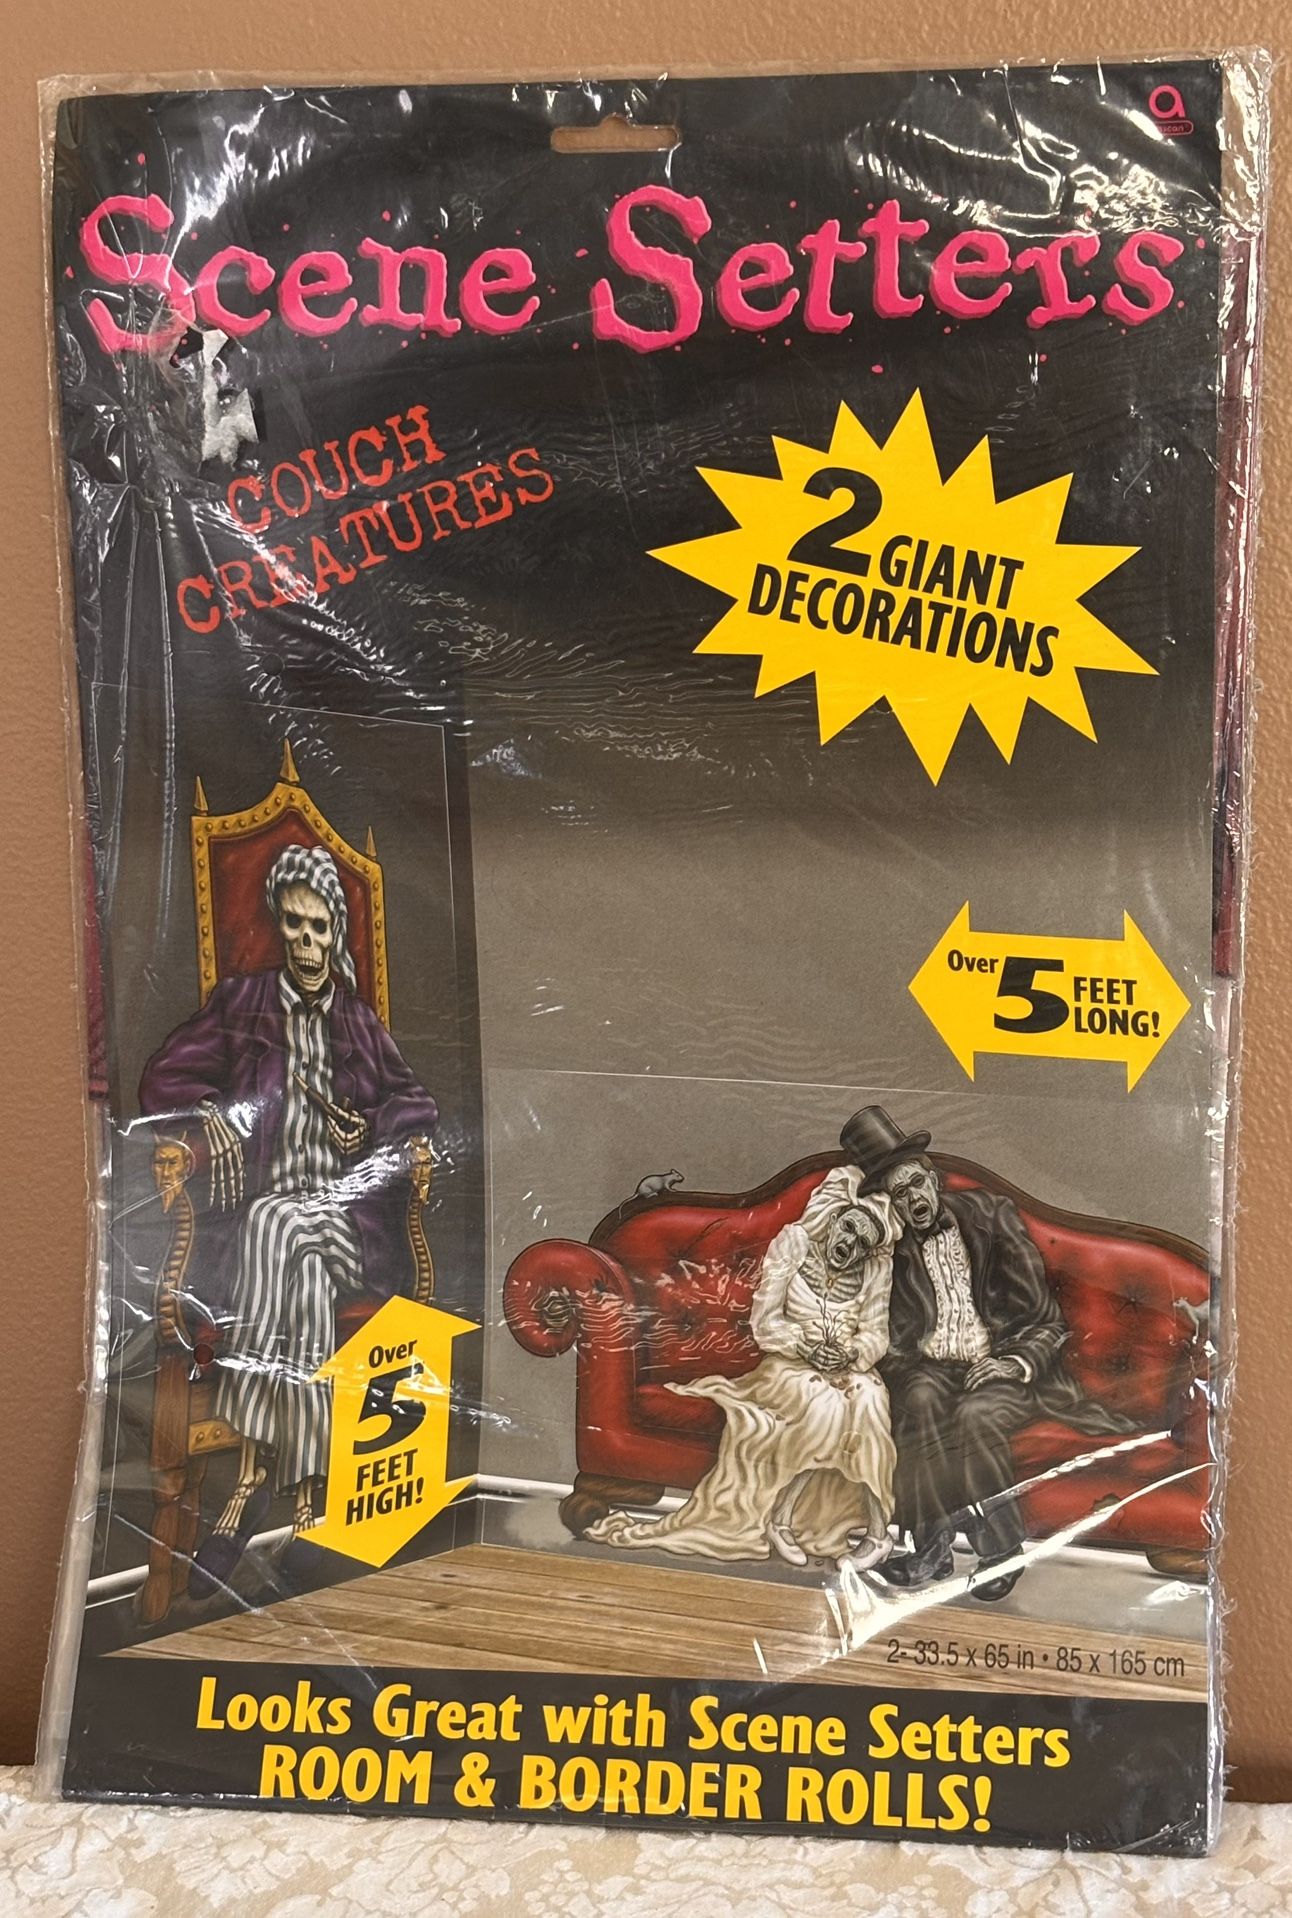 a
Scene Setters
COUCH
CREATURES
2 GIANT
DECORATIONS
Over 5 FEET
LONG!
Over
5
FEET
HIGH!
2- 33.5 x 65 in • 85 x 165 cm
Looks Great with Scene Setters
ROOM & BORDER ROLLS!